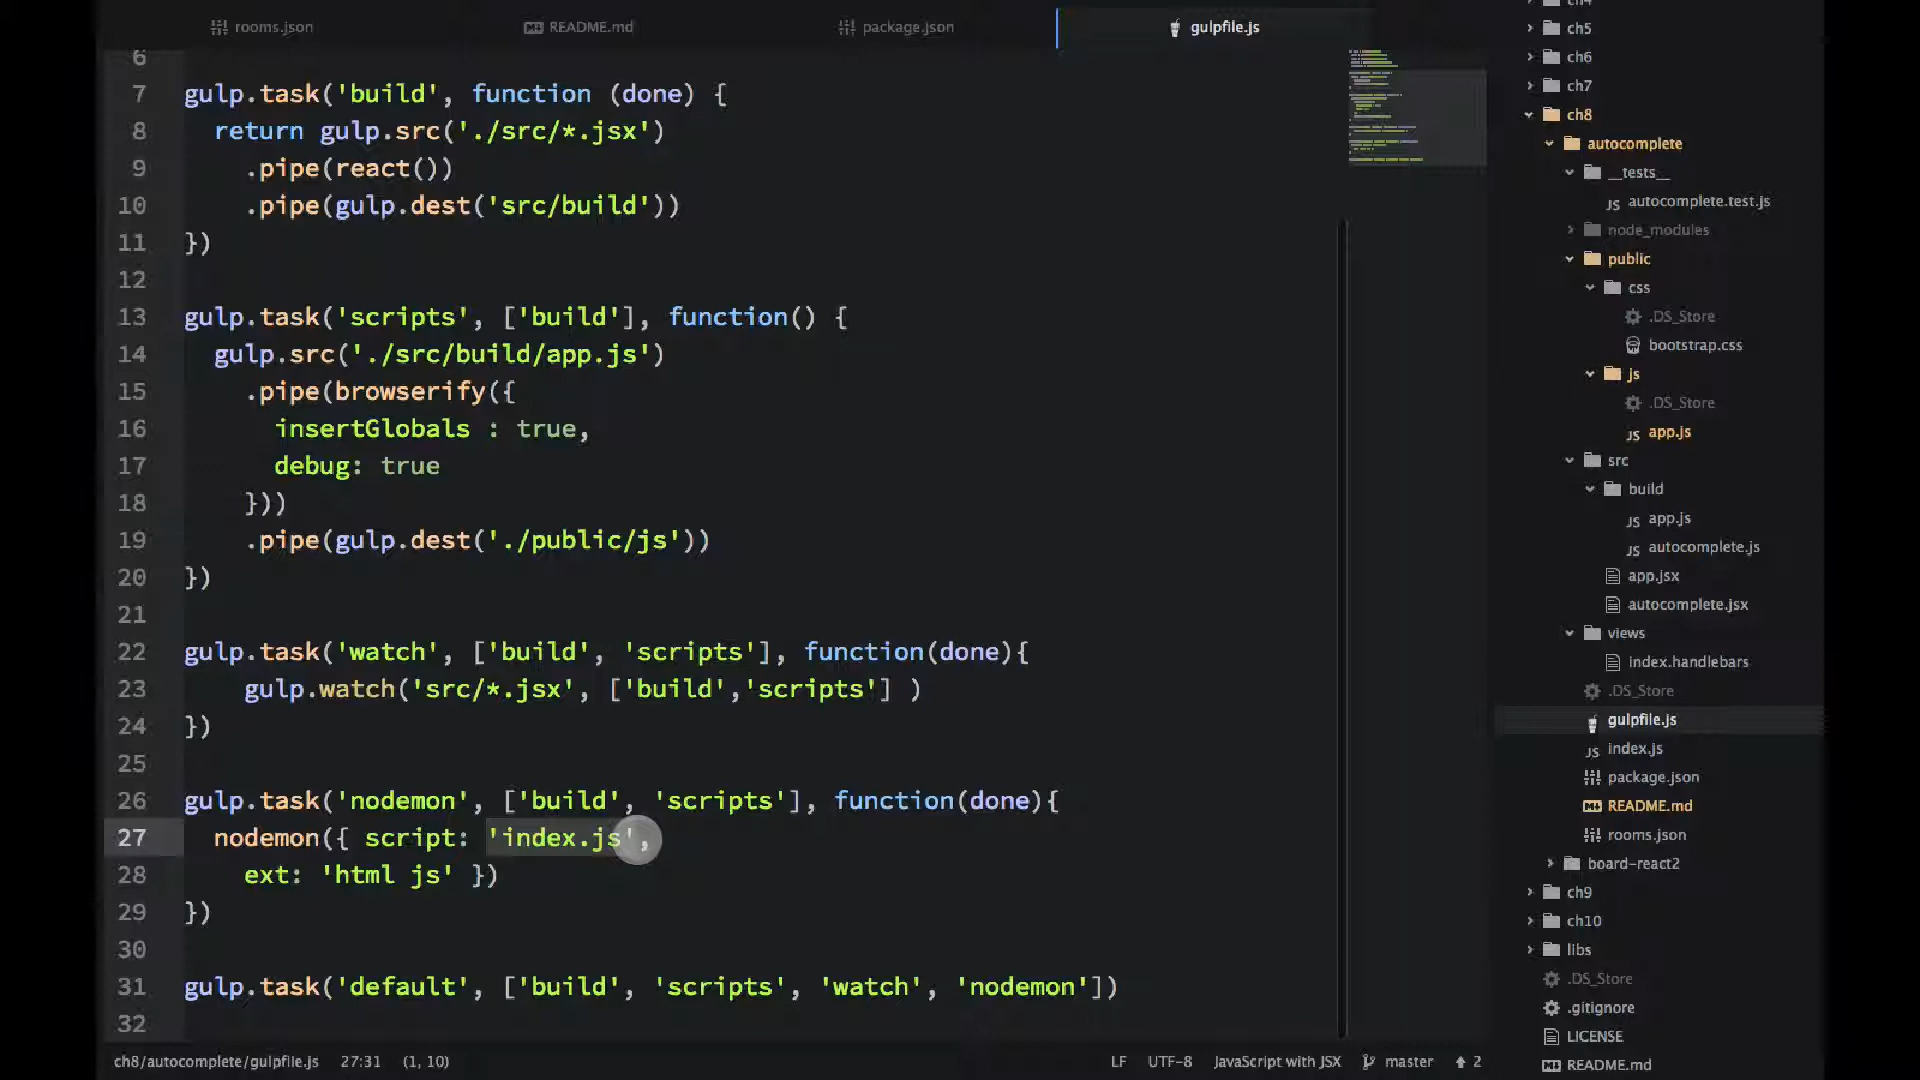 rooms.json
README.md
package.json
gulpfile.js
6
7 gulp.task('build', function (done) {
8 return gulp.src('./src/*.jsx')
9 .pipe(react())
10 .pipe(gulp.dest('src/build'))
11 })
12
13 gulp.task('scripts', ['build'], function() {
14 gulp.src('./src/build/app.js')
15 .pipe(browserify({
16 insertGlobals : true,
17 debug: true
18 }))
19 .pipe(gulp.dest('./public/js'))
20 })
21
22 gulp.task('watch', ['build', 'scripts'], function(done){
23 gulp.watch('src/*.jsx', ['build','scripts'] )
24 })
25
26 gulp.task('nodemon', ['build', 'scripts'], function(done){
27 nodemon({ script: 'index.js',
28 ext: 'html js' })
29 })
30
31 gulp.task('default', ['build', 'scripts', 'watch', 'nodemon'])
32
ch4
ch5
ch6
ch7
ch8
autocomplete
__tests__
autocomplete.test.js
node_modules
public
css
.DS_Store
bootstrap.css
js
.DS_Store
app.js
src
build
app.js
autocomplete.js
app.jsx
autocomplete.jsx
views
index.handlebars
.DS_Store
gulpfile.js
index.js
package.json
README.md
rooms.json
board-react2
ch9
ch10
libs
.DS_Store
.gitignore
LICENSE
README.md
ch8/autocomplete/gulpfile.js 27:31 (1, 10) LF UTF-8 JavaScript with JSX master 2